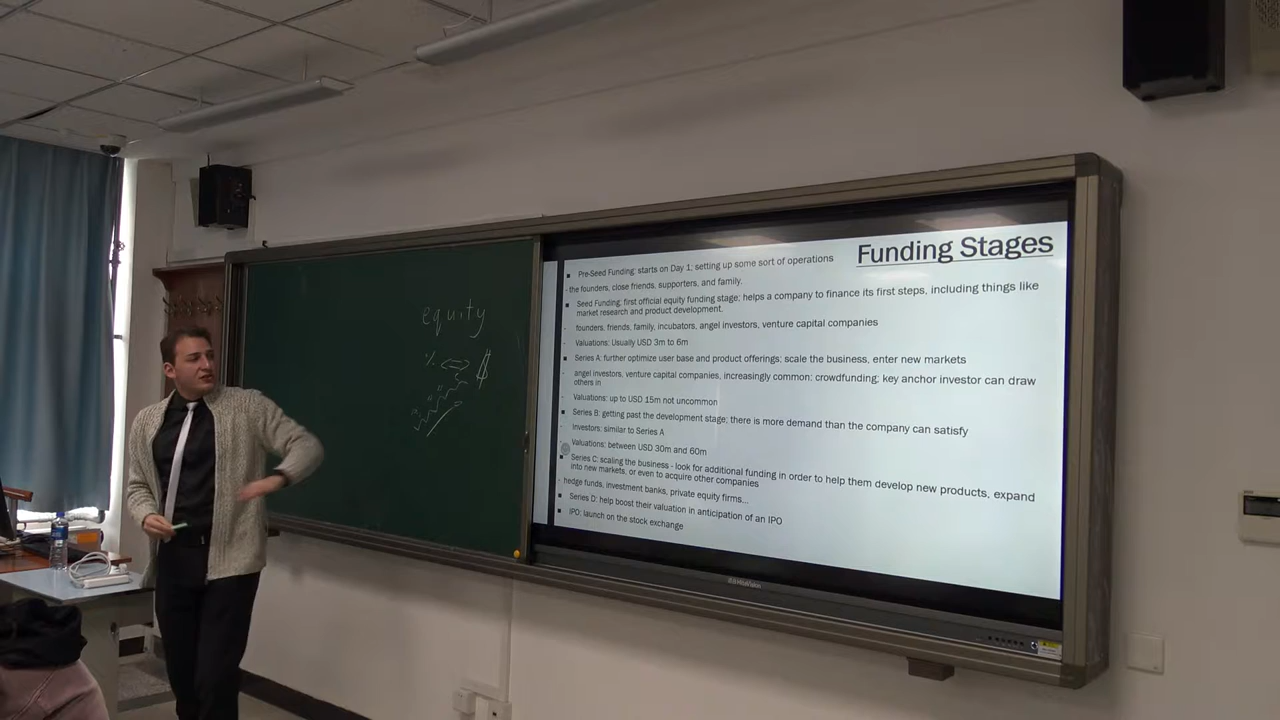 equity
% $
Funding Stages
■ Pre-Seed Funding: starts on Day 1; setting up some sort of operations
- the founders, close friends, supporters, and family.
■ Seed Funding: first official equity funding stage; helps a company to finance its first steps, including things like
market research and product development.
- founders, friends, family, incubators, angel investors, venture capital companies
- Valuations: Usually USD 3m to 6m
■ Series A: further optimize user base and product offerings; scale the business, enter new markets
- angel investors, venture capital companies, increasingly common: crowdfunding; key anchor investor can draw
others in
- Valuations: up to USD 15m not uncommon
■ Series B: getting past the development stage; there is more demand than the company can satisfy
- Investors: similar to Series A
- Valuations: between USD 30m and 60m
■ Series C: scaling the business - look for additional funding in order to help them develop new products, expand
into new markets, or even to acquire other companies
- hedge funds, investment banks, private equity firms...
■ Series D: help boost their valuation in anticipation of an IPO
■ IPO: launch on the stock exchange